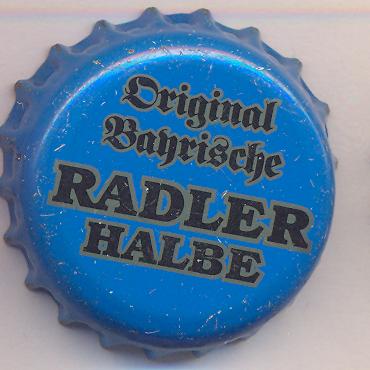 Original
Bayrische
RADLER
HALBE